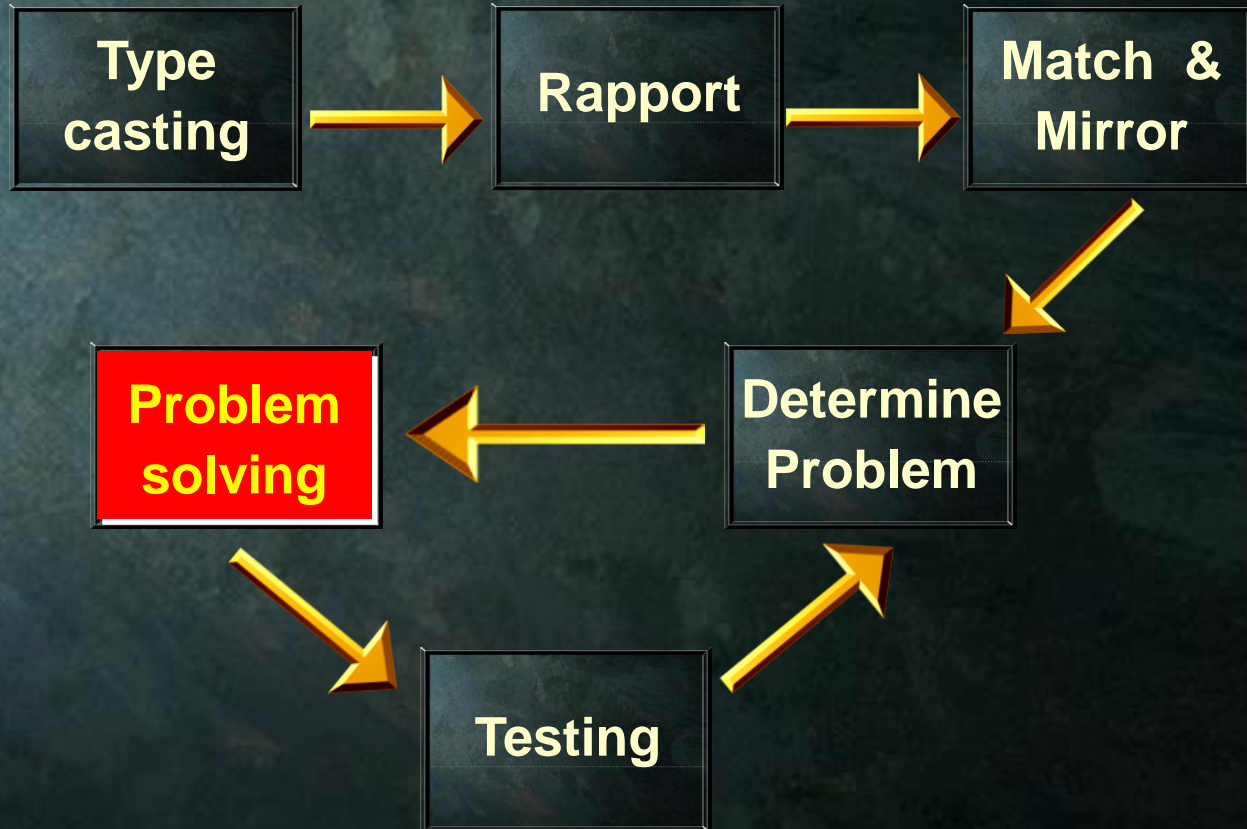 Type
casting
Rapport
Match &
Mirror
Problem
solving
Determine
Problem
Testing